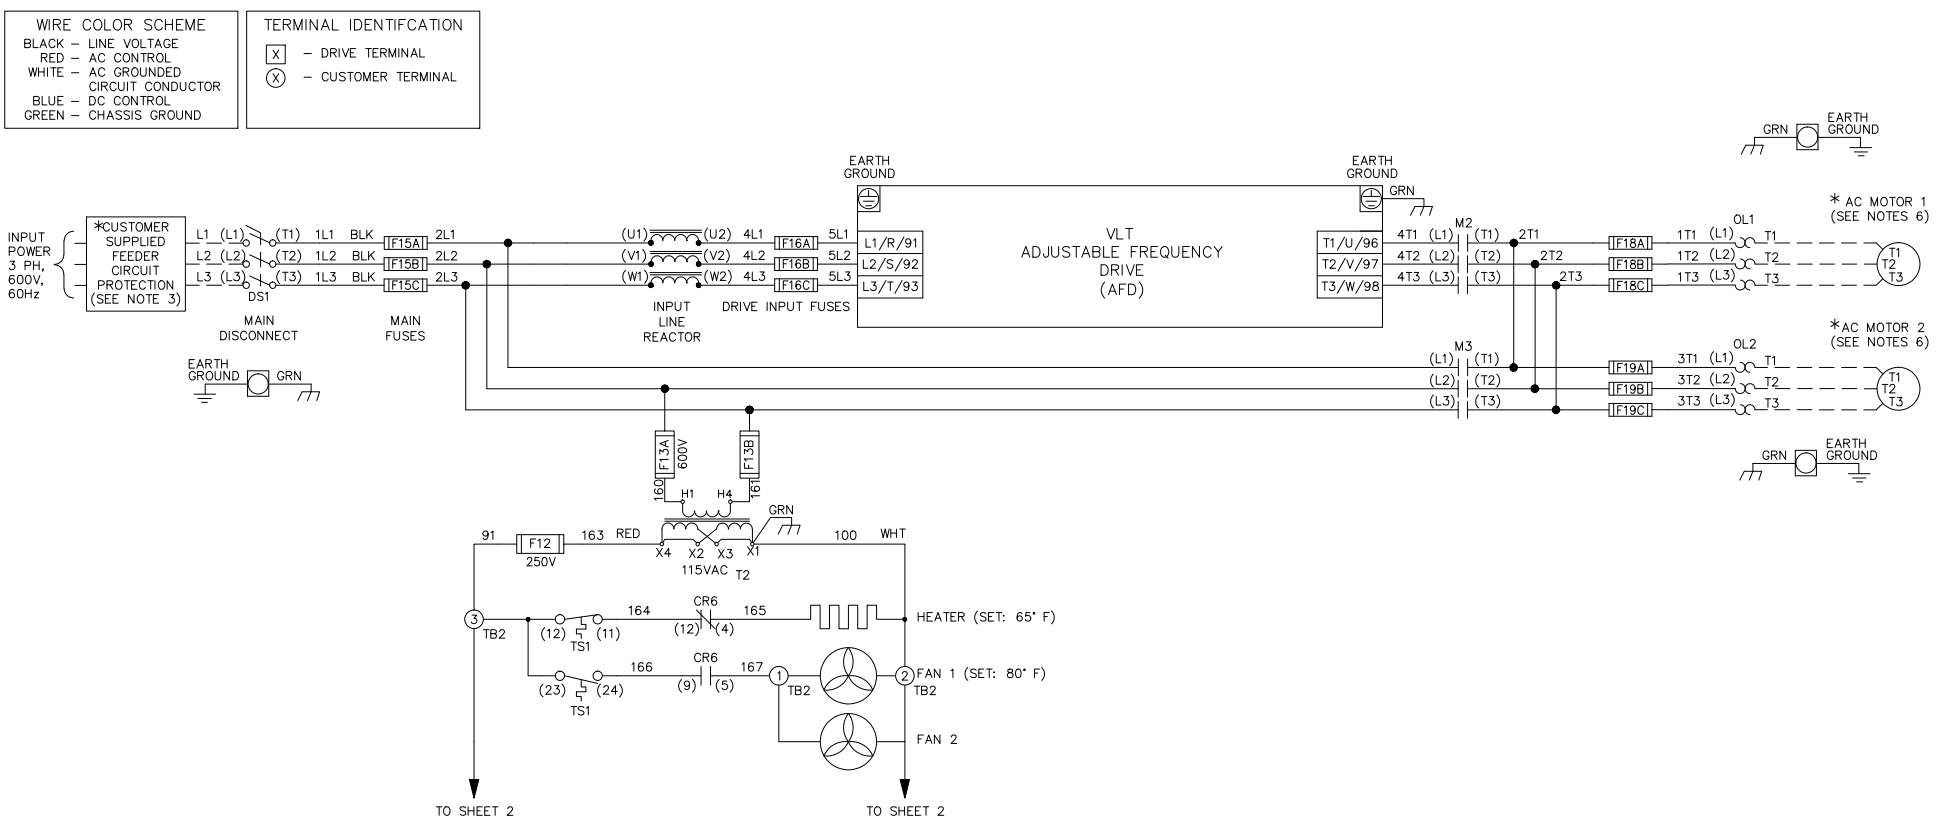 WIRE COLOR SCHEME
BLACK – LINE VOLTAGE
RED – AC CONTROL
WHITE – AC GROUNDED
CIRCUIT CONDUCTOR
BLUE – DC CONTROL
GREEN – CHASSIS GROUND
TERMINAL IDENTIFCATION
X – DRIVE TERMINAL
X – CUSTOMER TERMINAL
GRN
EARTH
GROUND
EARTH
GROUND
EARTH
GROUND
GRN
INPUT
POWER
3 PH,
600V,
60Hz
*CUSTOMER
SUPPLIED
FEEDER
CIRCUIT
PROTECTION
(SEE NOTE 3)
L1 (L1) (T1) 1L1 BLK F15A 2L1
L2 (L2) (T2) 1L2 BLK F15B 2L2
L3 (L3) (T3) 1L3 BLK F15C 2L3
DS1
MAIN
DISCONNECT
MAIN
FUSES
(U1) (U2) 4L1 F16A 5L1 L1/R/91
(V1) (V2) 4L2 F16B 5L2 L2/S/92
(W1) (W2) 4L3 F16C 5L3 L3/T/93
INPUT
LINE
REACTOR
DRIVE INPUT FUSES
VLT
ADJUSTABLE FREQUENCY
DRIVE
(AFD)
M2
T1/U/96 4T1 (L1) (T1) 2T1 F18A 1T1 (L1) T1
T2/V/97 4T2 (L2) (T2) 2T2 F18B 1T2 (L2) T2
T3/W/98 4T3 (L3) (T3) 2T3 F18C 1T3 (L3) T3
OL1
* AC MOTOR 1
(SEE NOTES 6)
T1
T2
T3
EARTH
GROUND
GRN
M3
(L1) (T1) F19A 3T1 (L1) T1
(L2) (T2) F19B 3T2 (L2) T2
(L3) (T3) F19C 3T3 (L3) T3
OL2
*AC MOTOR 2
(SEE NOTES 6)
T1
T2
T3
GRN
EARTH
GROUND
F13A
600V
F13B
160
161
H1 H4
GRN
91 F12 163 RED
250V
X4 X2 X3 X1
100 WHT
115VAC T2
3
TB2
(12) (11)
TS1
164
CR6
(12) (4)
165
HEATER (SET: 65° F)
(23) (24)
TS1
166
CR6
(9) (5)
167
1
TB2
2
TB2
FAN 1 (SET: 80° F)
FAN 2
TO SHEET 2
TO SHEET 2